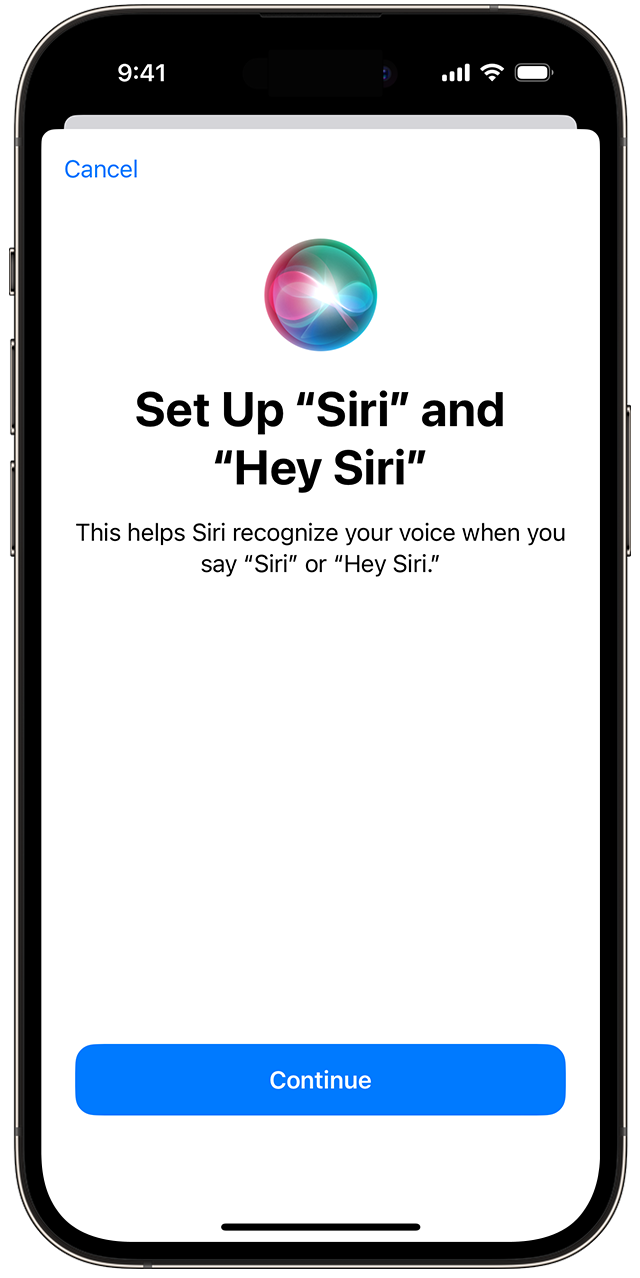 9:41
Cancel
Set Up “Siri” and
“Hey Siri”
This helps Siri recognize your voice when you
say “Siri” or “Hey Siri.”
Continue